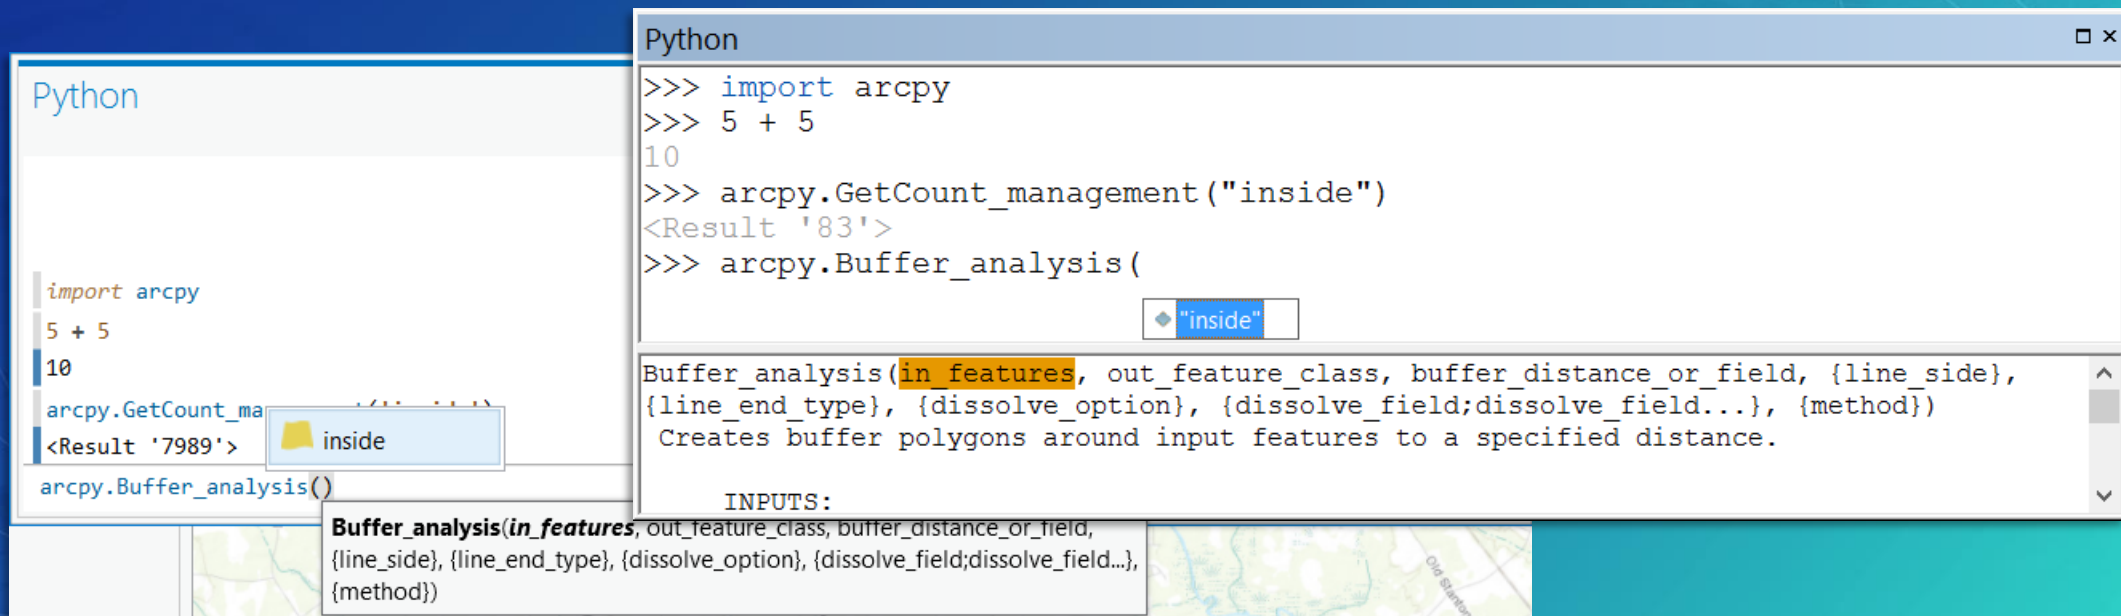 Python
import arcpy
5 + 5
10
arcpy.GetCount_ma
<Result '7989'>
inside
arcpy.Buffer_analysis()
Buffer_analysis(in_features, out_feature_class, buffer_distance_or_field,
{line_side}, {line_end_type}, {dissolve_option}, {dissolve_field;dissolve_field...},
{method})
Python
>>> import arcpy
>>> 5 + 5
10
>>> arcpy.GetCount_management("inside")
<Result '83'>
>>> arcpy.Buffer_analysis(
"inside"
Buffer_analysis(in_features, out_feature_class, buffer_distance_or_field, {line_side},
{line_end_type}, {dissolve_option}, {dissolve_field;dissolve_field...}, {method})
Creates buffer polygons around input features to a specified distance.
INPUTS:
Old1 Stanto